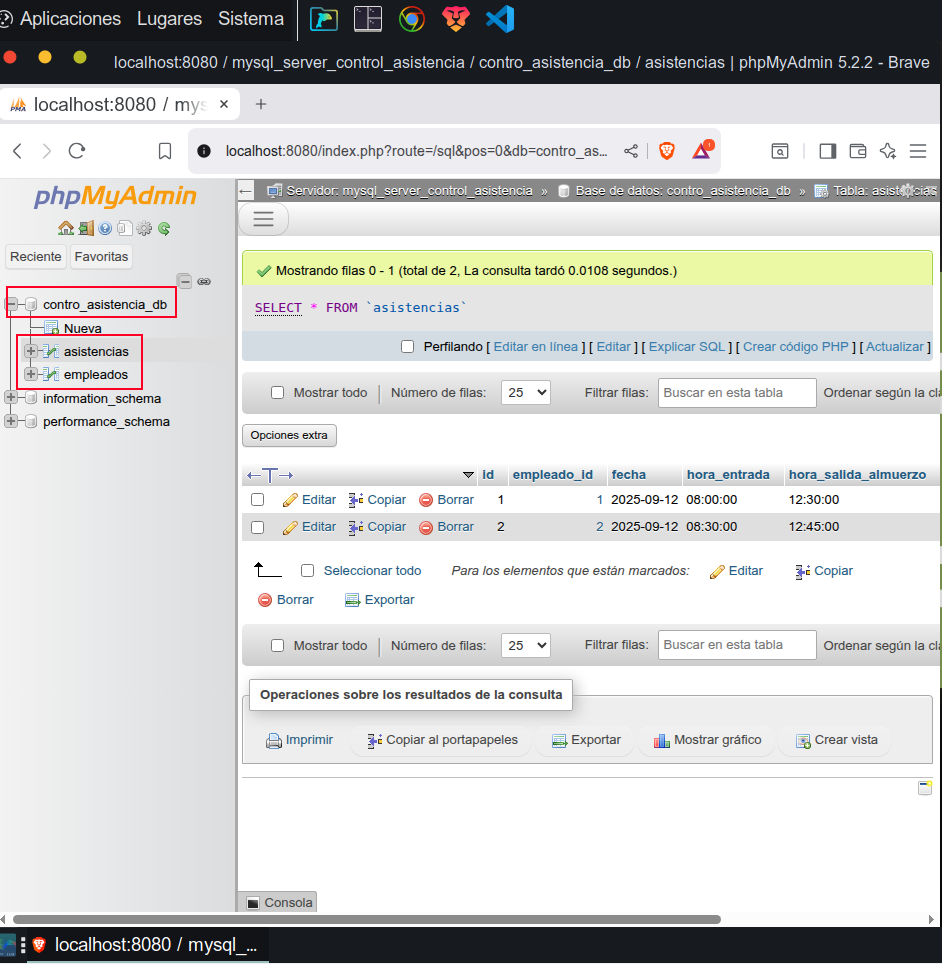 Aplicaciones Lugares Sistema
localhost:8080 / mysql_server_control_asistencia / contro_asistencia_db / asistencias | phpMyAdmin 5.2.2 - Brave
localhost:8080 / mys
localhost:8080/index.php?route=/sql&pos=0&db=contro_as...
1
phpMyAdmin
Reciente Favoritas
contro_asistencia_db
Nueva
asistencias
empleados
information_schema
performance_schema
Servidor: mysql_server_control_asistencia » Base de datos: contro_asistencia_db » Tabla: asistencias
Mostrando filas 0 - 1 (total de 2, La consulta tardó 0.0108 segundos.)
SELECT * FROM `asistencias`
Perfilando [ Editar en línea ] [ Editar ] [ Explicar SQL ] [ Crear código PHP ] [ Actualizar ]
Mostrar todo | Número de filas: 25 Filtrar filas: Buscar en esta tabla Ordenar según la cla
Opciones extra
id empleado_id fecha hora_entrada hora_salida_almuerzo
Editar Copiar Borrar 1 1 2025-09-12 08:00:00 12:30:00
Editar Copiar Borrar 2 2 2025-09-12 08:30:00 12:45:00
Seleccionar todo Para los elementos que están marcados: Editar Copiar
Borrar Exportar
Mostrar todo | Número de filas: 25 Filtrar filas: Buscar en esta tabla Ordenar según la cla
Operaciones sobre los resultados de la consulta
Imprimir Copiar al portapapeles Exportar Mostrar gráfico Crear vista
Consola
localhost:8080 / mysql_...